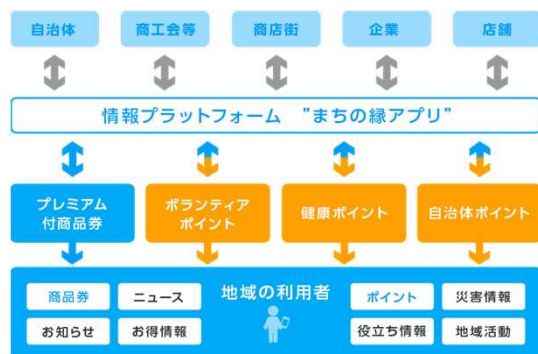 自治体 商工会等 商店街 企業 店舗
情報プラットフォーム ”まちの縁アプリ”
プレミアム
付商品券
ボランティア
ポイント
健康ポイント
自治体ポイント
地域の利用者
商品券 ニュース
お知らせ お得情報
ポイント 災害情報
役立ち情報 地域活動